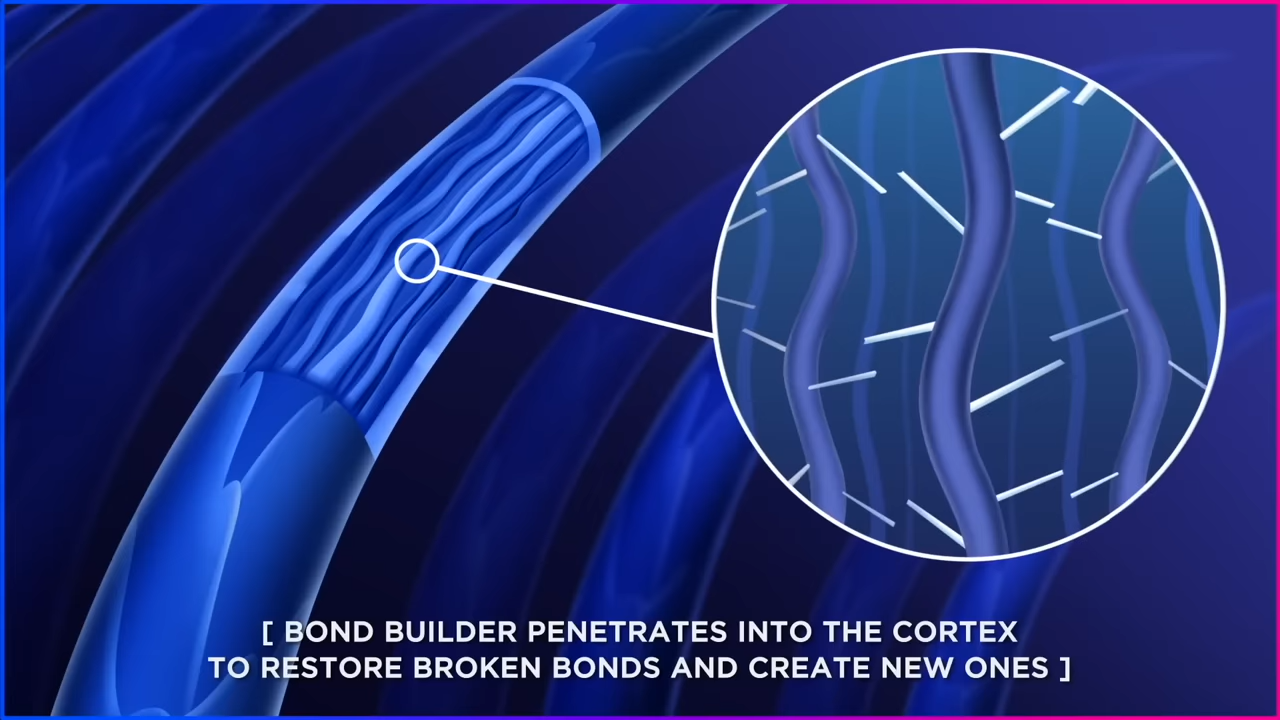 [ BOND BUILDER PENETRATES INTO THE CORTEX
TO RESTORE BROKEN BONDS AND CREATE NEW ONES ]